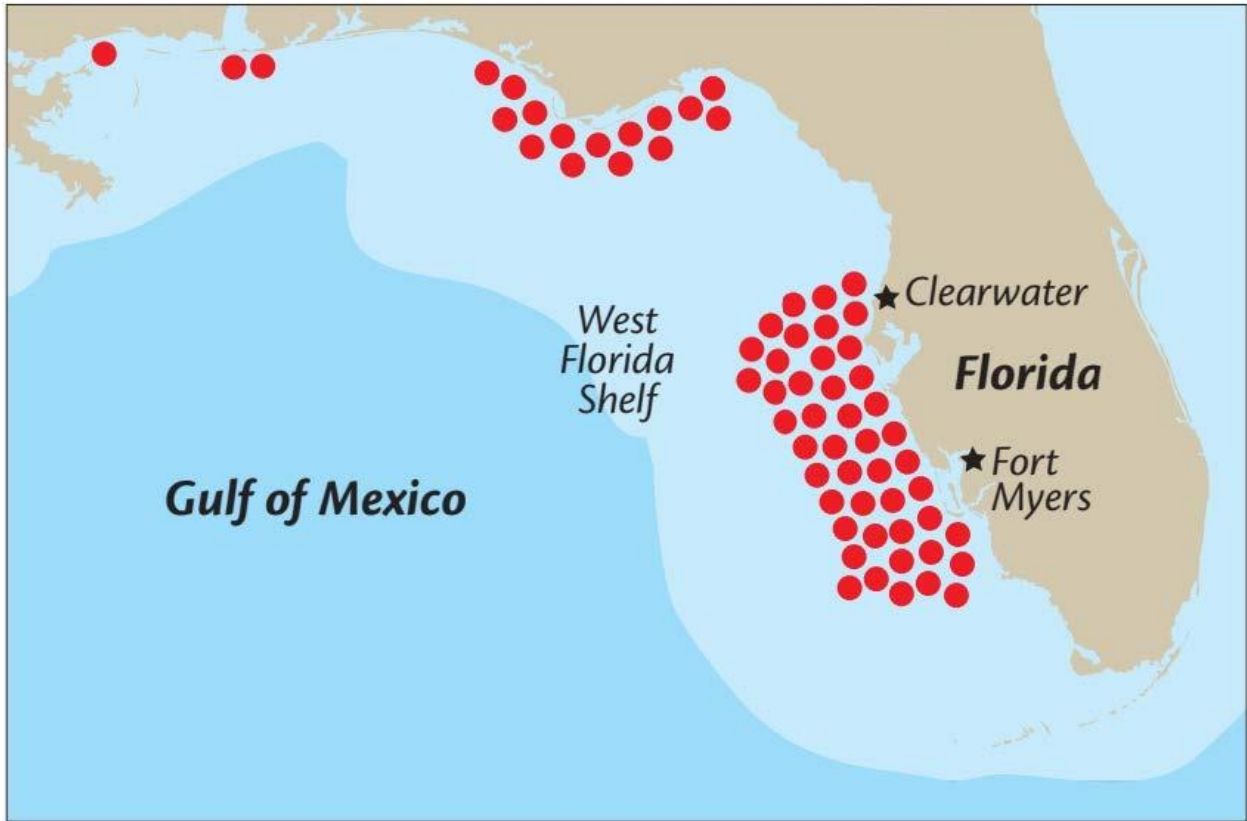 Clearwater
West
Florida
Shelf
Florida
Fort
Myers
Gulf of Mexico